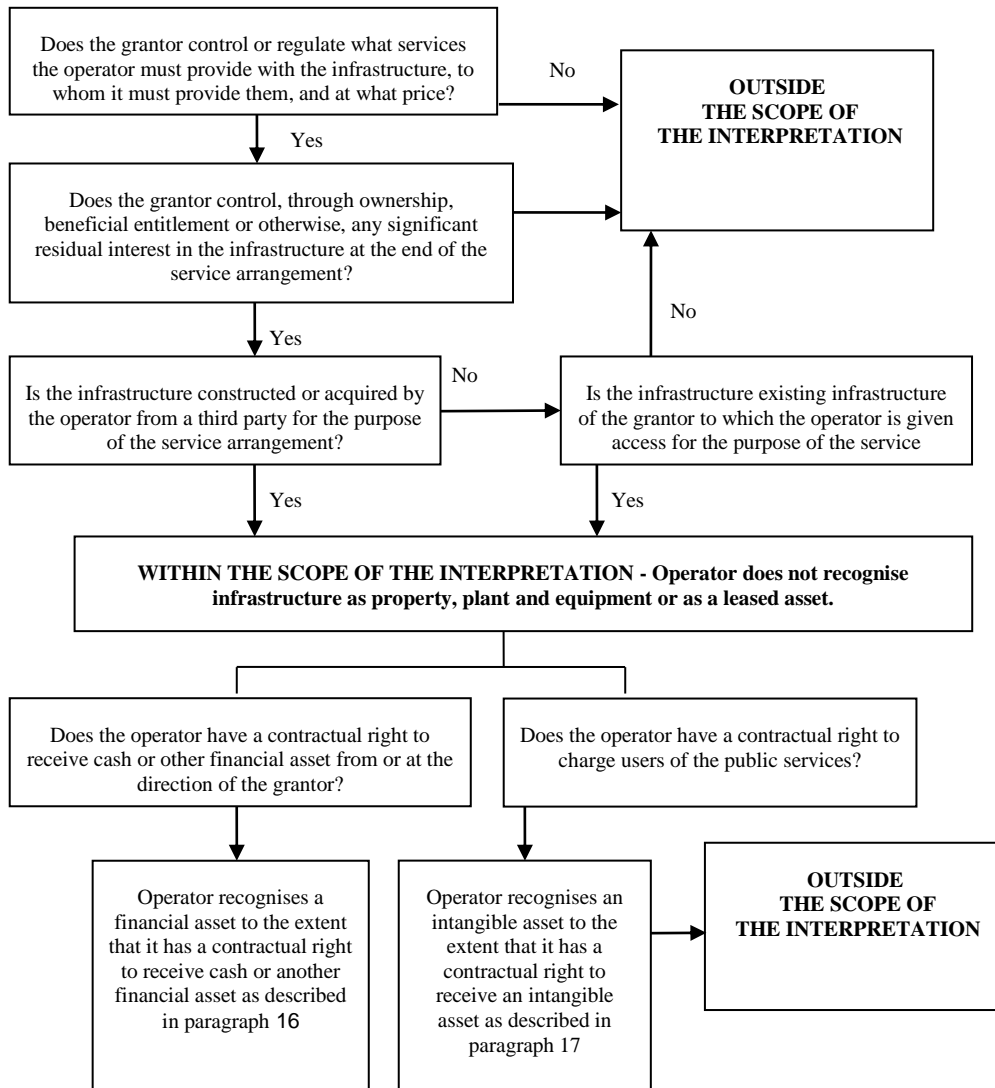 Does the grantor control or regulate what services
the operator must provide with the infrastructure, to
whom it must provide them, and at what price?
No
OUTSIDE
THE SCOPE OF
THE INTERPRETATION
Yes
Does the grantor control, through ownership,
beneficial entitlement or otherwise, any significant
residual interest in the infrastructure at the end of the
service arrangement?
Yes
No
Is the infrastructure constructed or acquired by
the operator from a third party for the purpose
of the service arrangement?
No
Is the infrastructure existing infrastructure
of the grantor to which the operator is given
access for the purpose of the service
Yes
Yes
WITHIN THE SCOPE OF THE INTERPRETATION - Operator does not recognise
infrastructure as property, plant and equipment or as a leased asset.
Does the operator have a contractual right to
receive cash or other financial asset from or at the
direction of the grantor?
Does the operator have a contractual right to
charge users of the public services?
Operator recognises a
financial asset to the extent
that it has a contractual right
to receive cash or another
financial asset as described
in paragraph 16
Operator recognises an
intangible asset to the
extent that it has a
contractual right to
receive an intangible
asset as described in
paragraph 17
OUTSIDE
THE SCOPE OF
THE INTERPRETATION